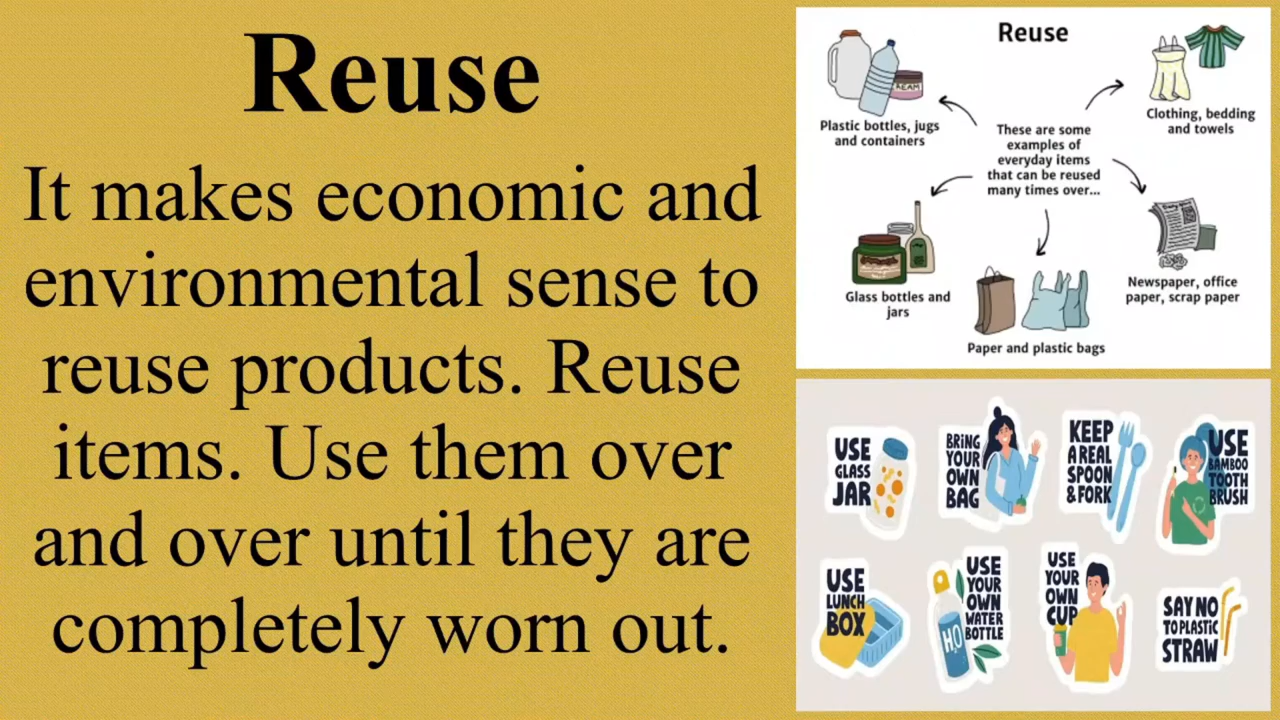 Reuse
It makes economic and
environmental sense to
reuse products. Reuse
items. Use them over
and over until they are
completely worn out.
Reuse
CREAM
Plastic bottles, jugs
and containers
Clothing, bedding
and towels
These are some
examples of
everyday items
that can be reused
many times over...
Glass bottles and
jars
Newspaper, office
paper, scrap paper
Paper and plastic bags
USE
GLASS
JAR
BRING
YOUR
OWN
BAG
KEEP
A REAL
SPOON
& FORK
USE
BAMBOO
TOOTH
BRUSH
USE
LUNCH
BOX
H2O
USE
YOUR
OWN
WATER
BOTTLE
USE
YOUR
OWN
CUP
SAY NO
TO PLASTIC
STRAW